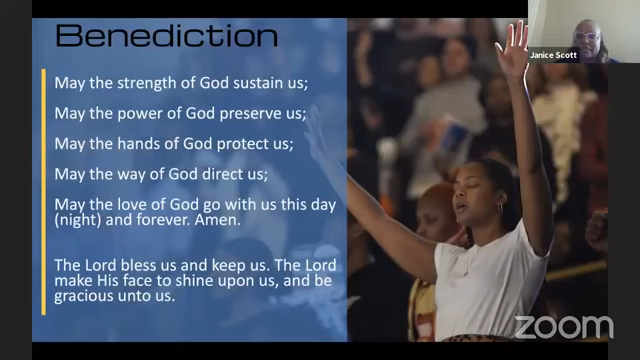 Benediction
Janice Scott
May the strength of God sustain us;
May the power of God preserve us;
May the hands of God protect us;
May the way of God direct us;
May the love of God go with us this day
(night) and forever. Amen.
The Lord bless us and keep us. The Lord
make His face to shine upon us, and be
gracious unto us.
zoom